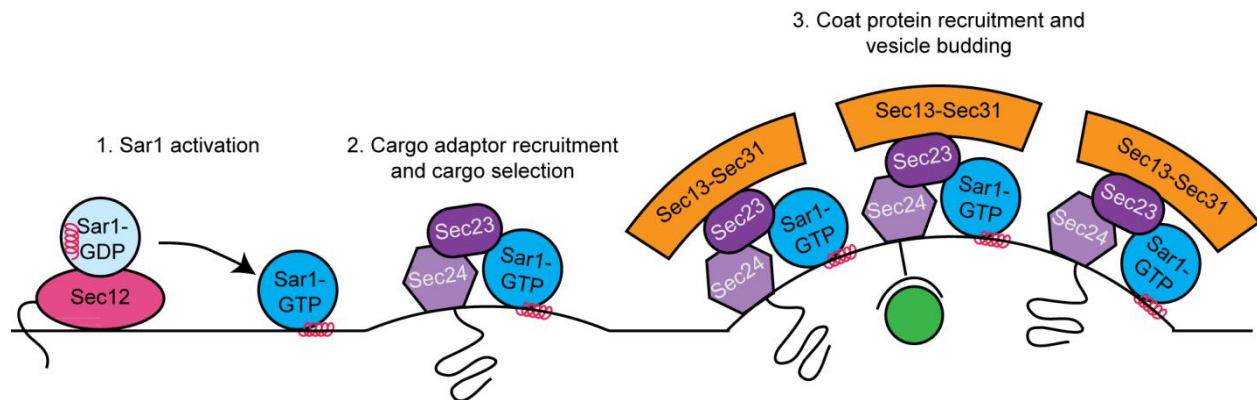 1. Sar1 activation
Sar1-
GDP
Sec12
Sar1-
GTP
2. Cargo adaptor recruitment
and cargo selection
Sec23
Sec24
Sar1-
GTP
3. Coat protein recruitment and
vesicle budding
Sec13-Sec31
Sec23
Sec24
Sar1-
GTP
Sec13-Sec31
Sec23
Sec24
Sar1-
GTP
Sec13-Sec31
Sec23
Sec24
Sar1-
GTP